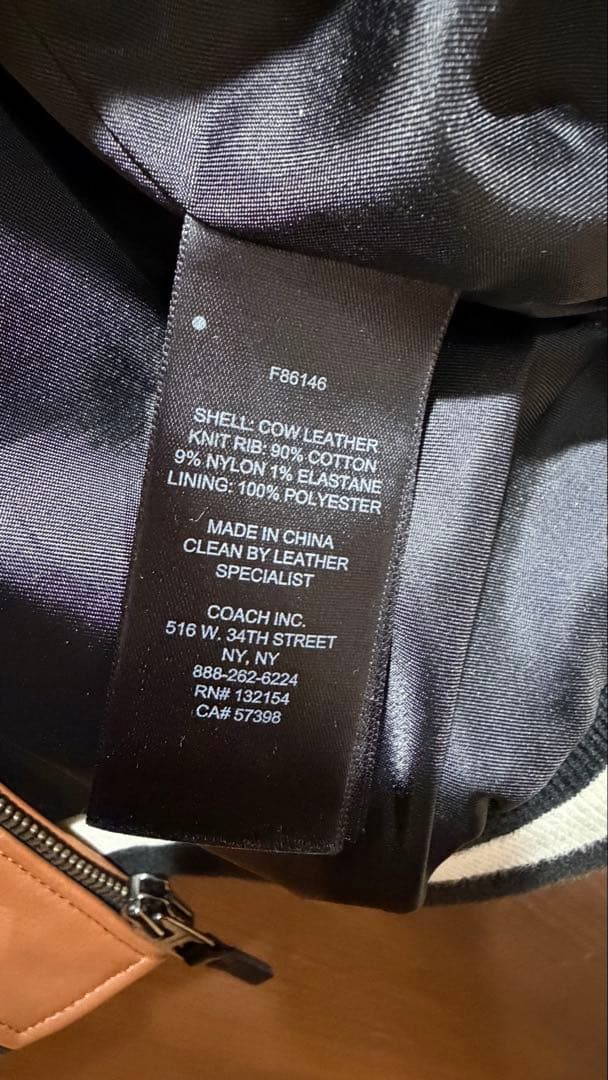 F86146
SHELL: COW LEATHER
KNIT RIB: 90% COTTON
9% NYLON 1% ELASTANE
LINING: 100% POLYESTER
MADE IN CHINA
CLEAN BY LEATHER
SPECIALIST
COACH INC.
516 W. 34TH STREET
NY, NY
888-262-6224
RN# 132154
CA# 57398